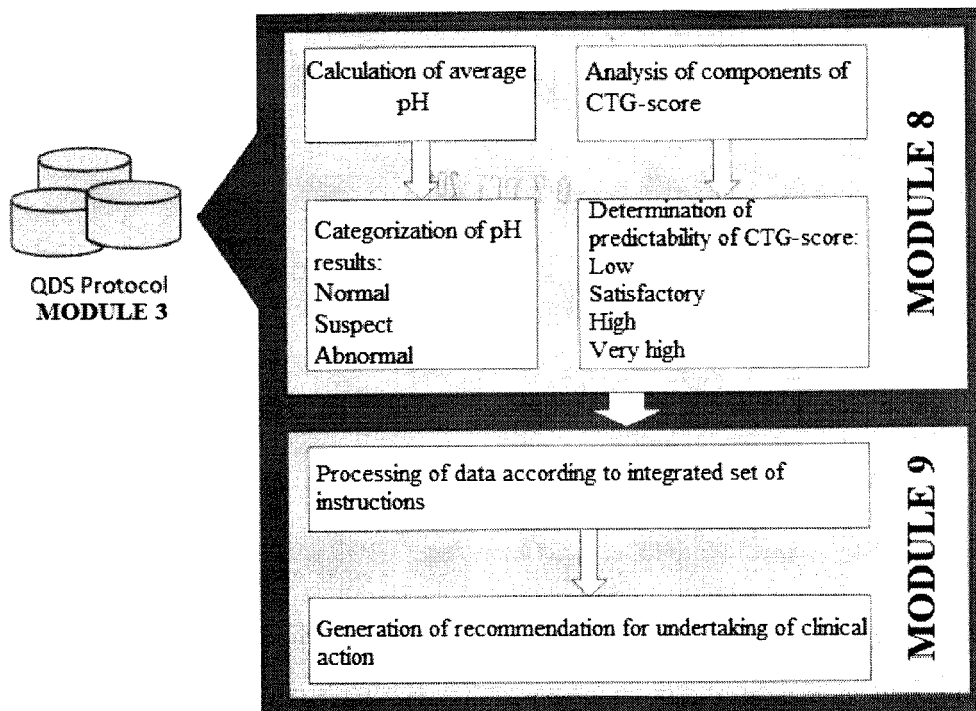 Calculation of average
pH
Analysis of components of
CTG-score
Categorization of pH
results:
Normal
Suspect
Abnormal
Determination of
predictability of CTG-score:
Low
Satisfactory
High
Very high
MODULE 8
QDS Protocol
MODULE 3
Processing of data according to integrated set of
instructions
Generation of recommendation for undertaking of clinical
action
MODULE 9